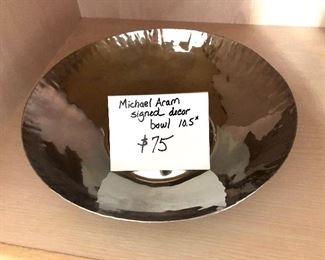 Michael Aram
signed decor
bowl 10.5"
$75